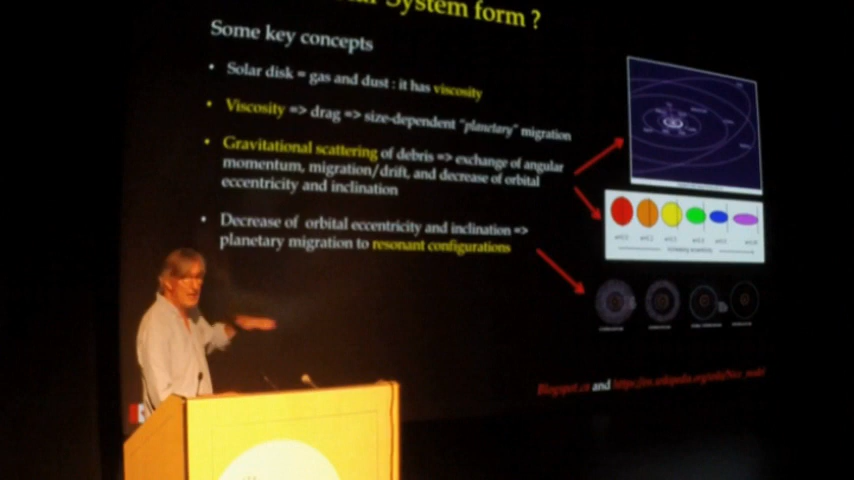 System form ?
Some key concepts
• Solar disk = gas and dust : it has viscosity
• Viscosity => drag => size-dependent "planetary" migration
• Gravitational scattering of debris => exchange of angular
momentum, migration/drift, and decrease of orbital
eccentricity and inclination
• Decrease of orbital eccentricity and inclination =>
planetary migration to resonant configurations
Increasing eccentricity
and